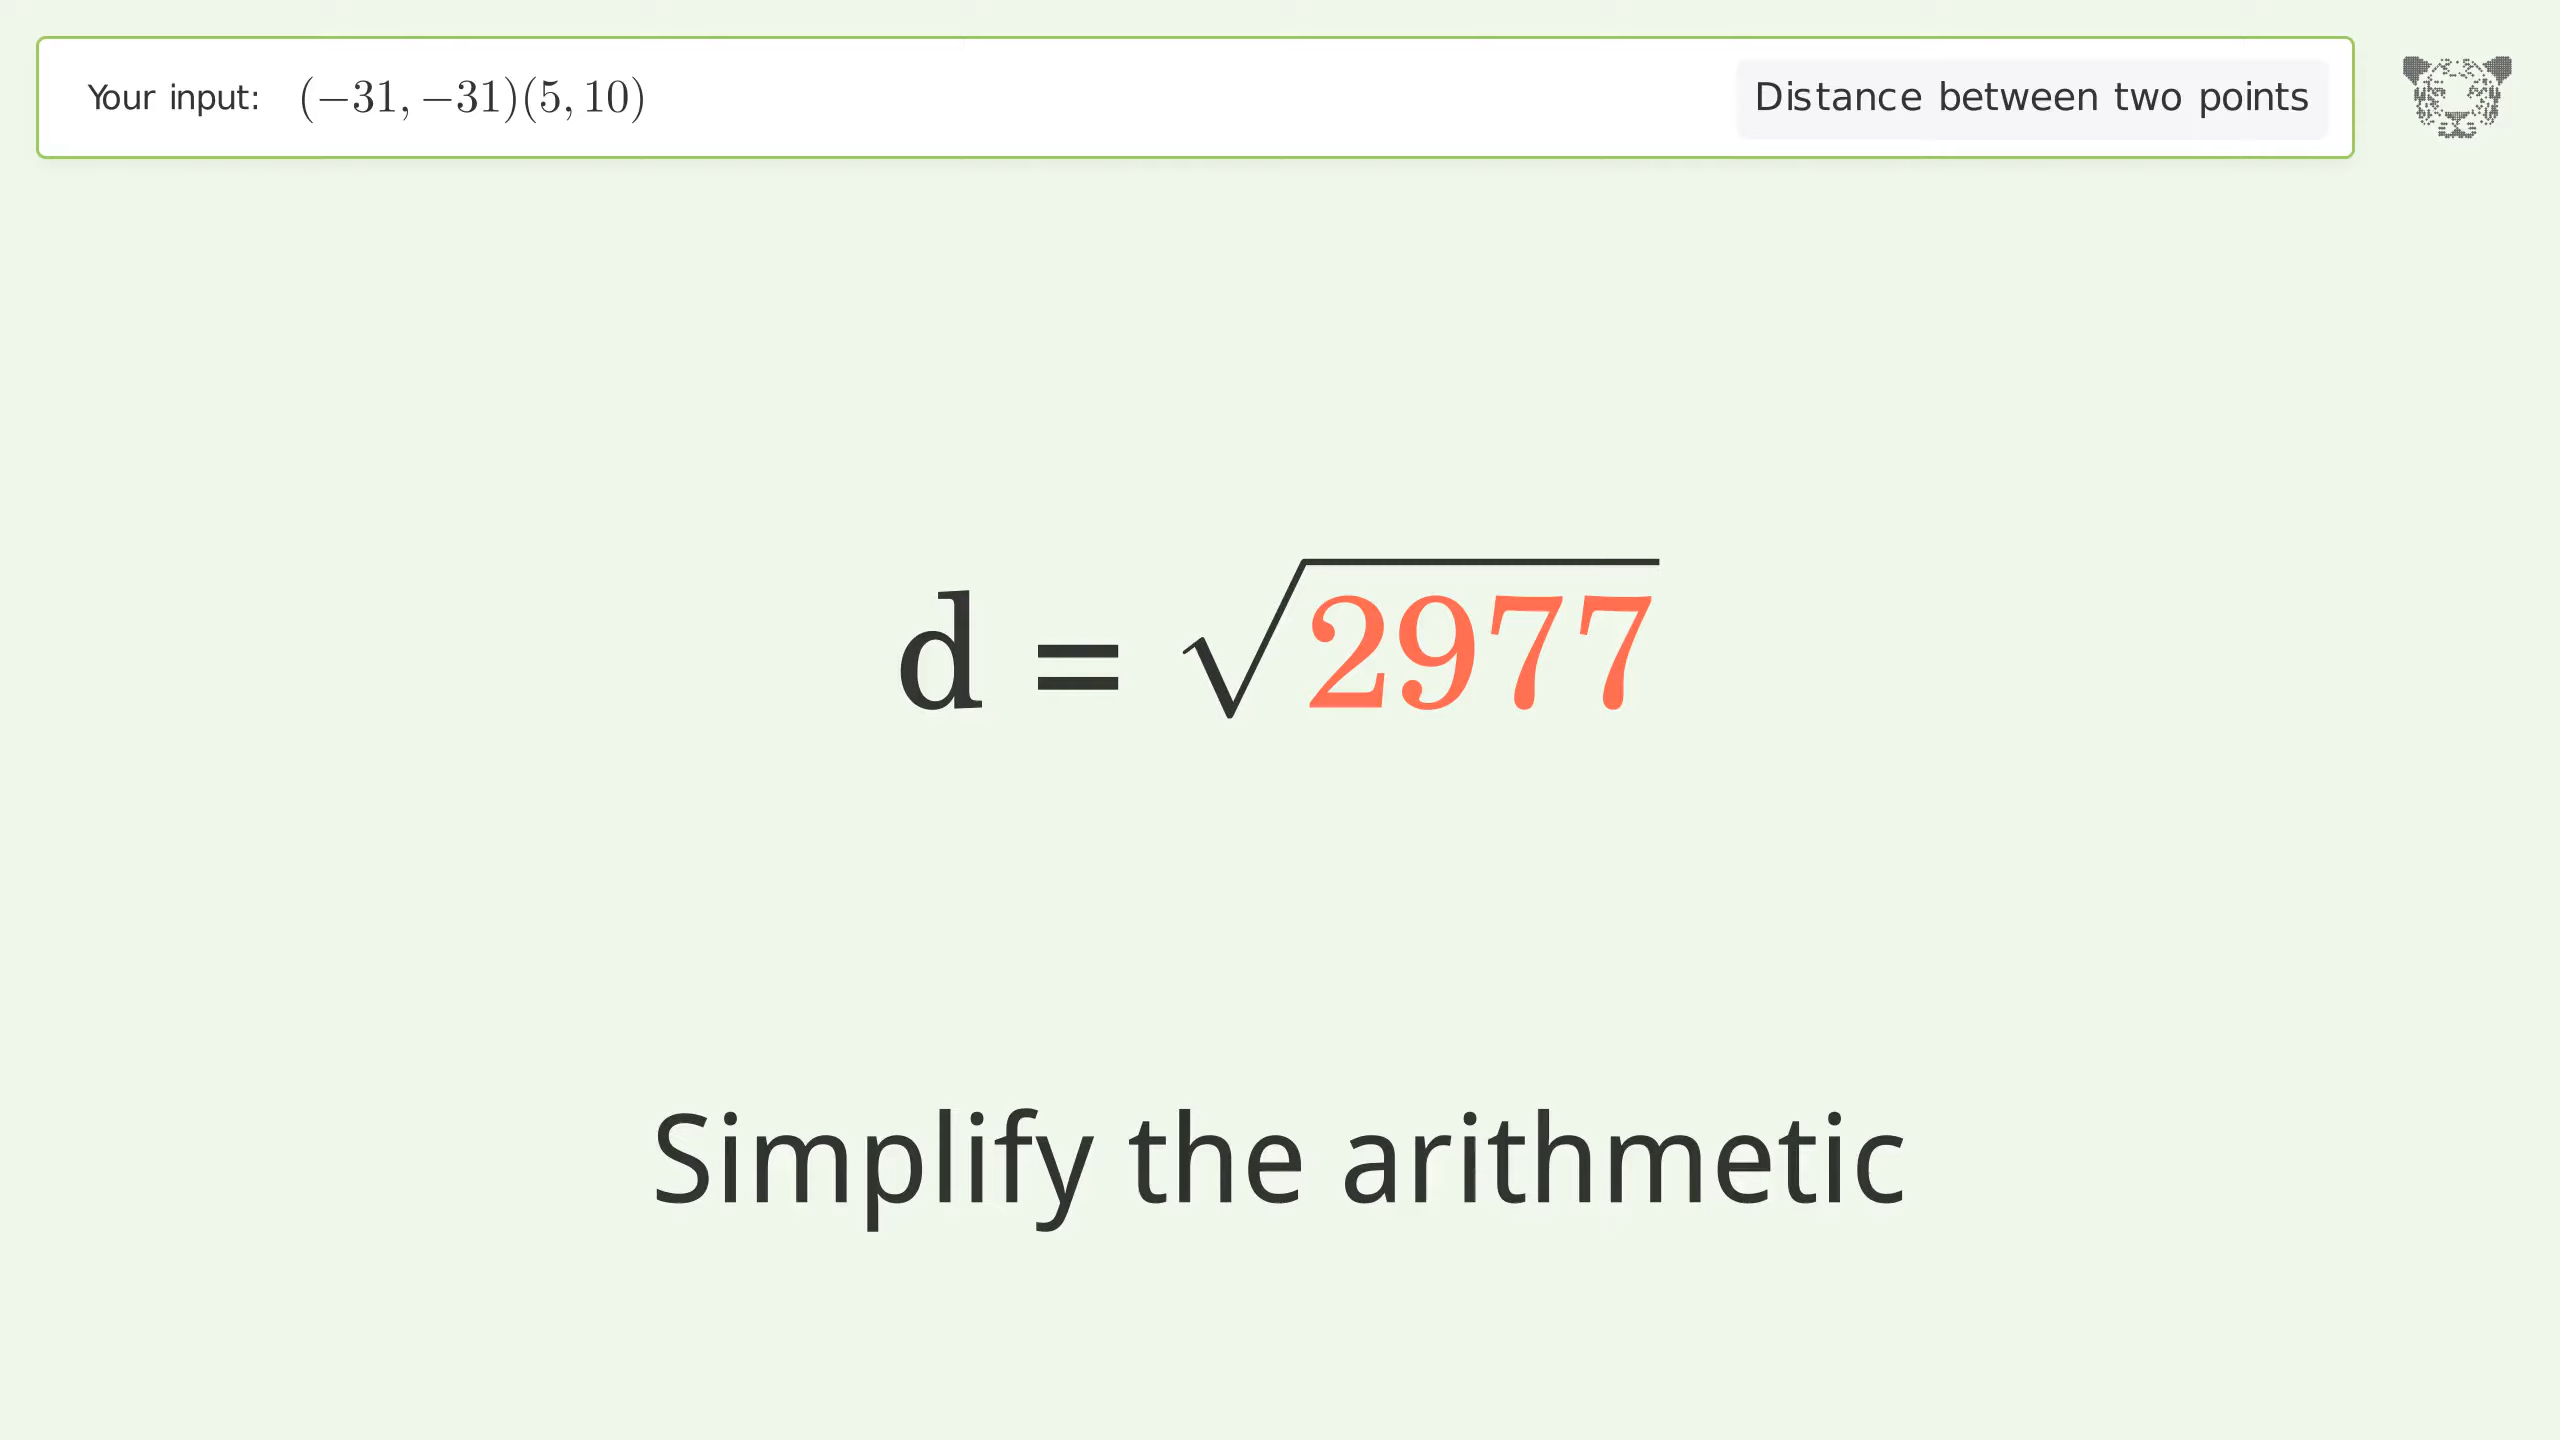 Your input: (−31, −31)(5, 10)
Distance between two points
d = √2977
Simplify the arithmetic